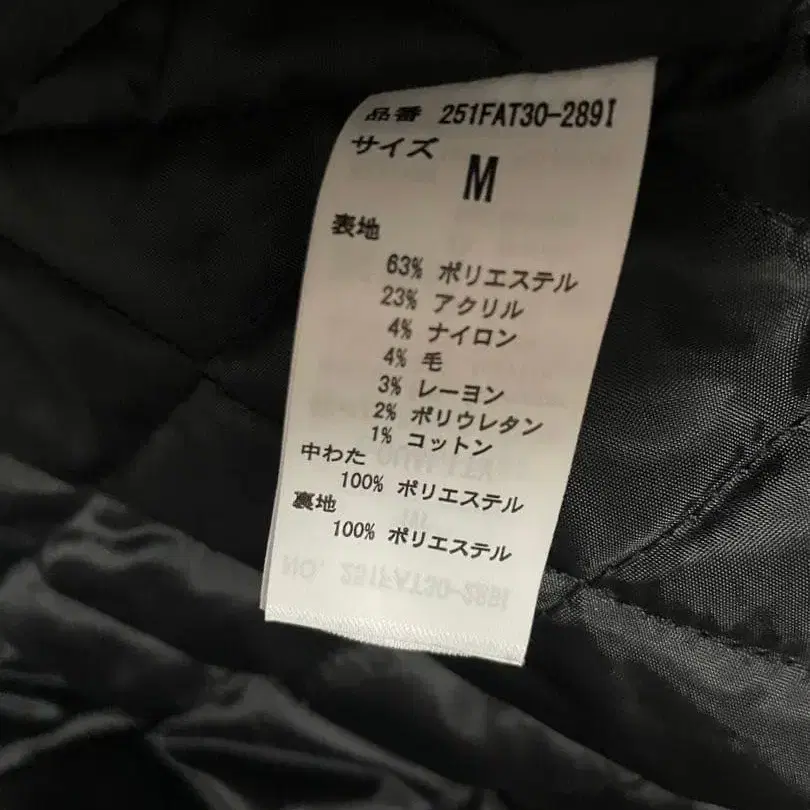 品番 251FAT30-289I
サイズ
M
表地
63% ポリエステル
23% アクリル
4% ナイロン
4% 毛
3% レーヨン
2% ポリウレタン
1% コットン
中わた
100% ポリエステル
裏地
100% ポリエステル
NO. 251FAT30-289I